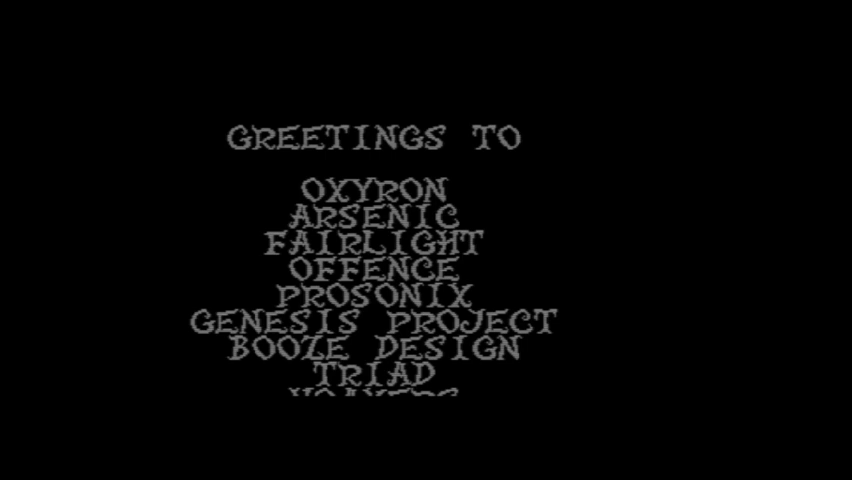 GREETINGS TO
OXYRON
ARSENIC
FAIRLIGHT
OFFENCE
PROSONIX
GENESIS PROJECT
BOOZE DESIGN
TRIAD